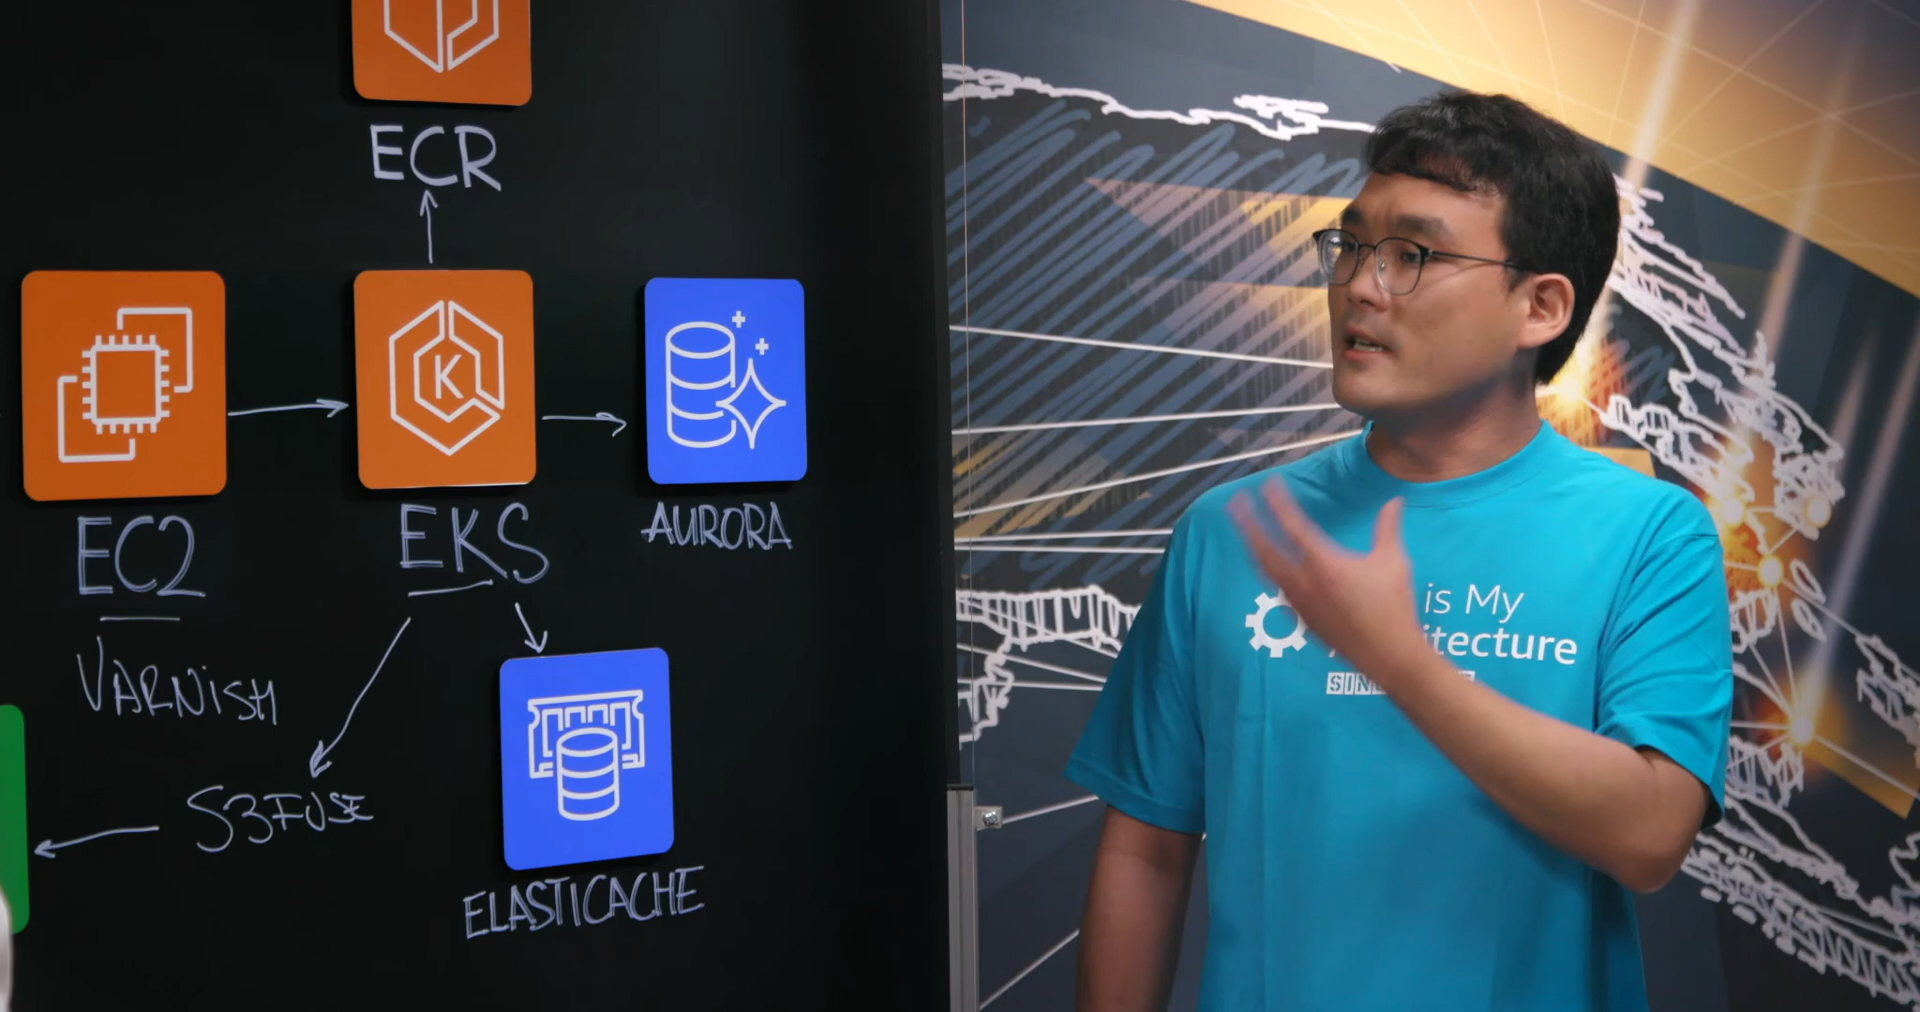 ECR
K
EC2
EKS
AURORA
VARNiSH
S3FUSE
ELASTICACHE
is My
itecture